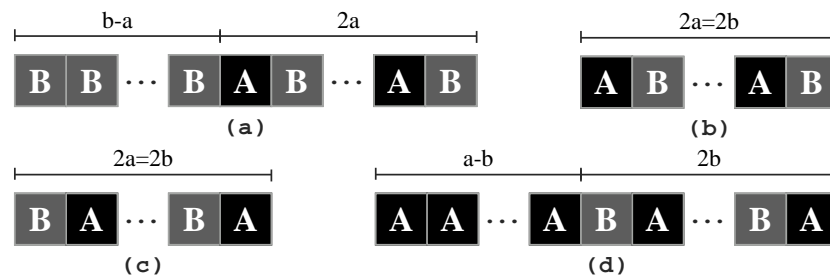 b-a 2a 2a=2b
B B ... B A B ... A B A B ... A B
(a) (b)
2a=2b a-b 2b
B A ... B A A A ... A B A ... B A
(c) (d)